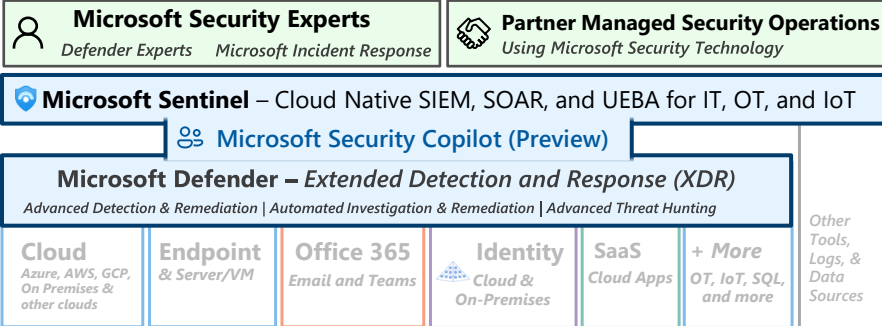 Microsoft Security Experts
Defender Experts Microsoft Incident Response
Partner Managed Security Operations
Using Microsoft Security Technology
Microsoft Sentinel – Cloud Native SIEM, SOAR, and UEBA for IT, OT, and IoT
Microsoft Security Copilot (Preview)
Microsoft Defender – Extended Detection and Response (XDR)
Advanced Detection & Remediation | Automated Investigation & Remediation | Advanced Threat Hunting
Cloud
Azure, AWS, GCP,
On Premises &
other clouds
Endpoint
& Server/VM
Office 365
Email and Teams
Identity
Cloud &
On-Premises
SaaS
Cloud Apps
+ More
OT, IoT, SQL,
and more
Other
Tools,
Logs, &
Data
Sources